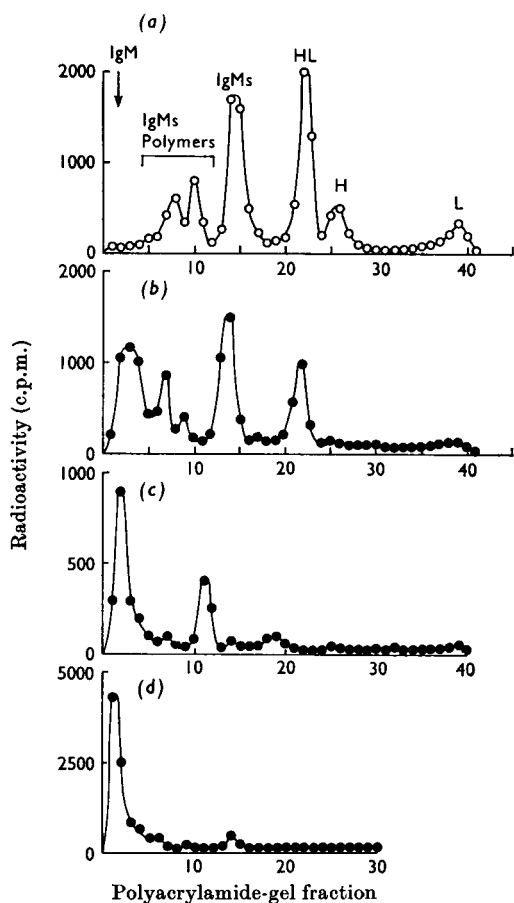 (a)
IgM
IgMs
HL
IgMs
Polymers
H
L
2000
1000
0
10
20
30
40
(b)
2000
1000
0
10
20
30
40
(c)
1000
500
0
10
20
30
40
(d)
5000
2500
0
10
20
30
Radioactivity (c.p.m.)
Polyacrylamide-gel fraction